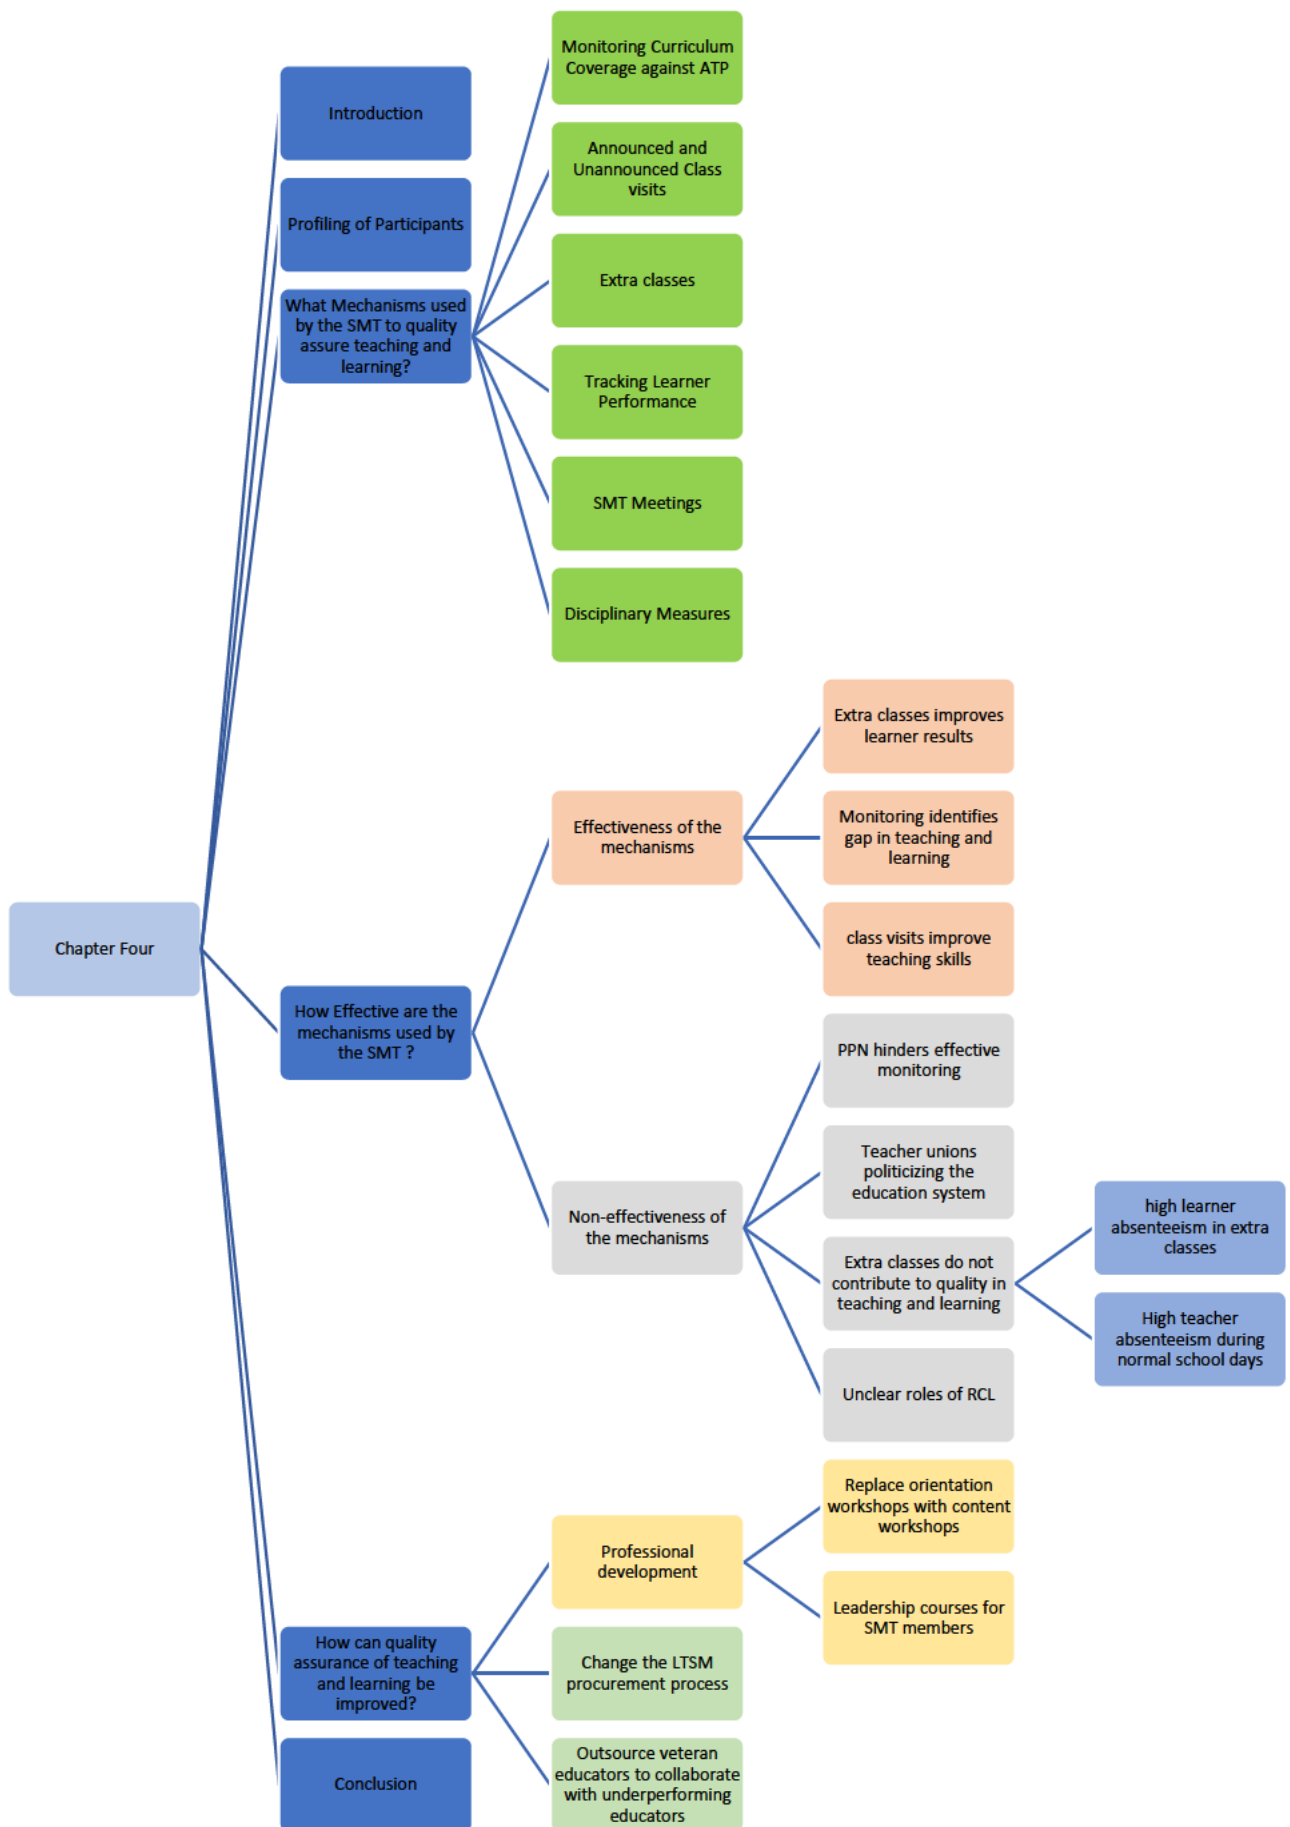 Chapter Four
Introduction
Profiling of Participants
What Mechanisms used
by the SMT to quality
assure teaching and
learning?
Monitoring Curriculum
Coverage against ATP
Announced and
Unannounced Class
visits
Extra classes
Tracking Learner
Performance
SMT Meetings
Disciplinary Measures
How Effective are the
mechanisms used by
the SMT ?
Effectiveness of the
mechanisms
Extra classes improves
learner results
Monitoring identifies
gap in teaching and
learning
class visits improve
teaching skills
Non-effectiveness of
the mechanisms
PPN hinders effective
monitoring
Teacher unions
politicizing the
education system
Extra classes do not
contribute to quality in
teaching and learning
high learner
absenteeism in extra
classes
High teacher
absenteeism during
normal school days
Unclear roles of RCL
How can quality
assurance of teaching
and learning be
improved?
Professional
development
Replace orientation
workshops with content
workshops
Leadership courses for
SMT members
Change the LTSM
procurement process
Outsource veteran
educators to collaborate
with underperforming
educators
Conclusion